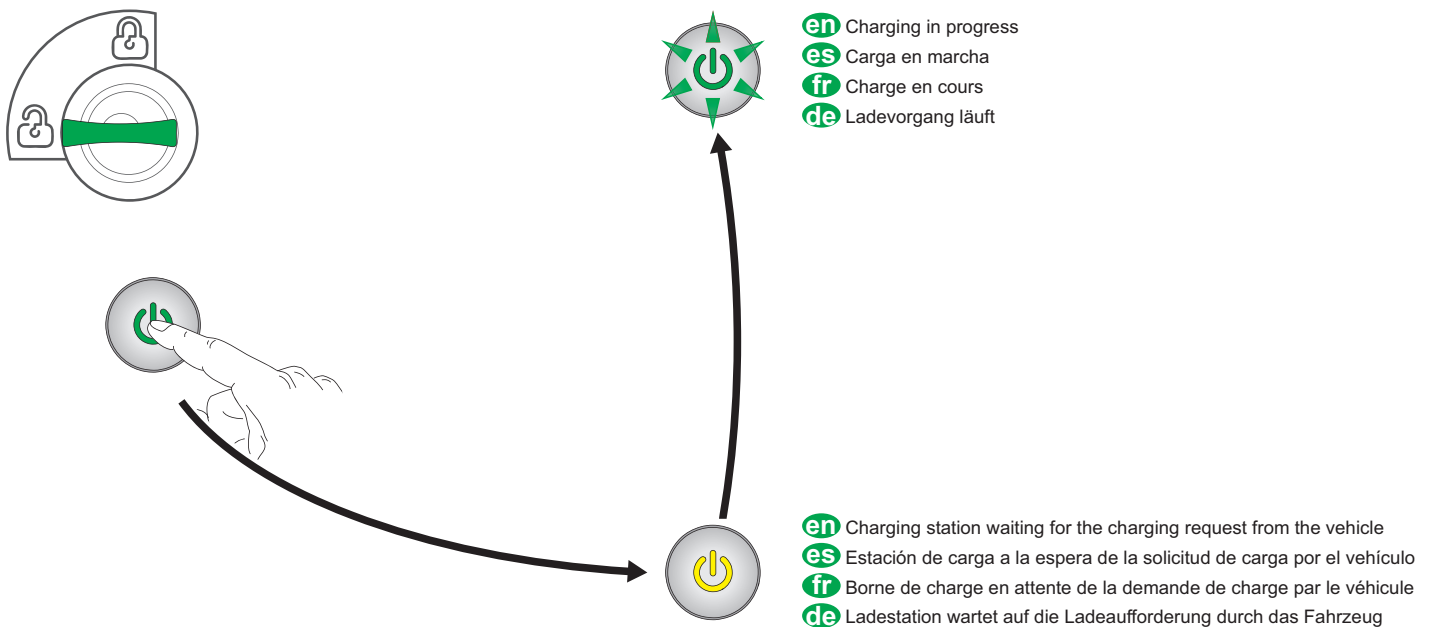 en Charging in progress
es Carga en marcha
fr Charge en cours
de Ladevorgang läuft
en Charging station waiting for the charging request from the vehicle
es Estación de carga a la espera de la solicitud de carga por el vehículo
fr Borne de charge en attente de la demande de charge par le véhicule
de Ladestation wartet auf die Ladeaufforderung durch das Fahrzeug